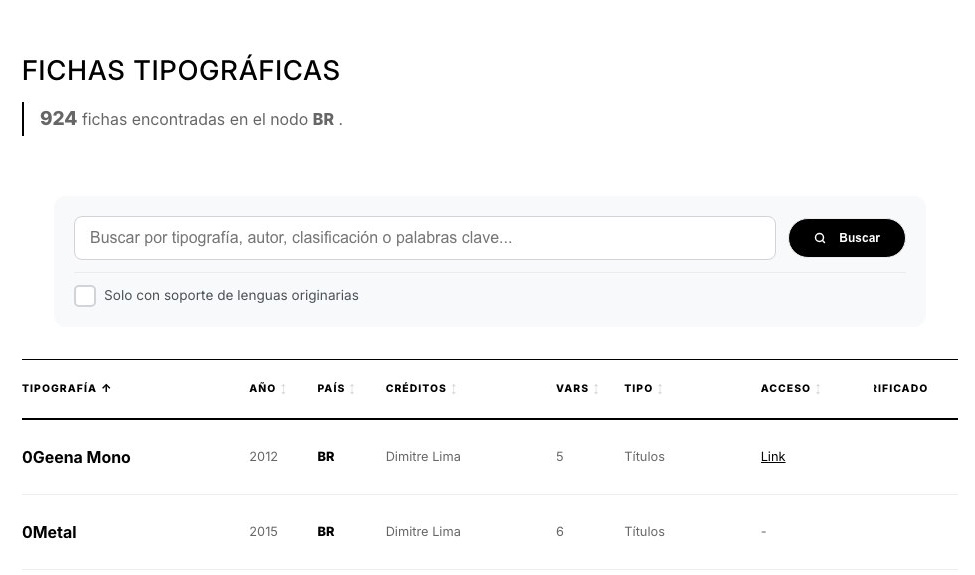 FICHAS TIPOGRÁFICAS
924 fichas encontradas en el nodo BR .
Buscar por tipografía, autor, clasificación o palabras clave...
Buscar
Solo con soporte de lenguas originarias
TIPOGRAFÍA ↑ AÑO ↕ PAÍS ↕ CRÉDITOS ↕ VARS ↕ TIPO ↕ ACCESO ↕ RIFICADO
0Geena Mono 2012 BR Dimitre Lima 5 Títulos Link
0Metal 2015 BR Dimitre Lima 6 Títulos -